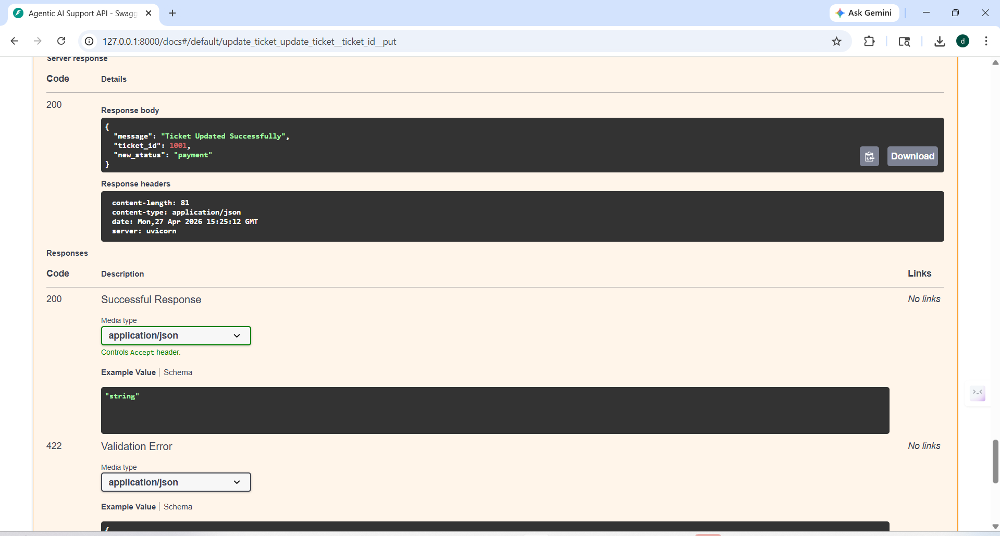 Agentic AI Support API - Swagg
Ask Gemini
127.0.0.1:8000/docs#/default/update_ticket_update_ticket__ticket_id__put
d
Server response
Code Details
200
Response body
{
"message": "Ticket Updated Successfully",
"ticket_id": 1001,
"new_status": "payment"
}
Download
Response headers
content-length: 81
content-type: application/json
date: Mon,27 Apr 2026 15:25:12 GMT
server: uvicorn
Responses
Code Description Links
200 Successful Response No links
Media type
application/json
Controls Accept header.
Example Value Schema
"string"
422 Validation Error No links
Media type
application/json
Example Value Schema
{